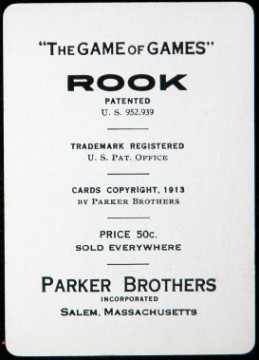 "THE GAME OF GAMES"
ROOK
PATENTED
U. S. 952,939
TRADEMARK REGISTERED
U. S. PAT. OFFICE
CARDS COPYRIGHT, 1913
BY PARKER BROTHERS
PRICE 50c.
SOLD EVERYWHERE
PARKER BROTHERS
INCORPORATED
SALEM, MASSACHUSETTS